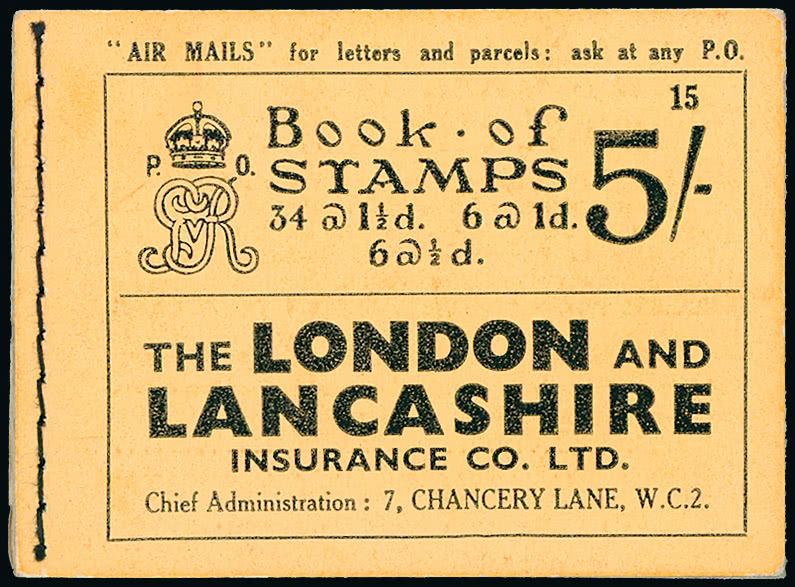 "AIR MAILS" for letters and parcels: ask at any P.O.
15
P. O.
GVR
Book · of
STAMPS
5/-
34 @ 1½d. 6 @ 1d.
6 @ ½d.
THE LONDON AND
LANCASHIRE
INSURANCE CO. LTD.
Chief Administration : 7, CHANCERY LANE, W.C.2.